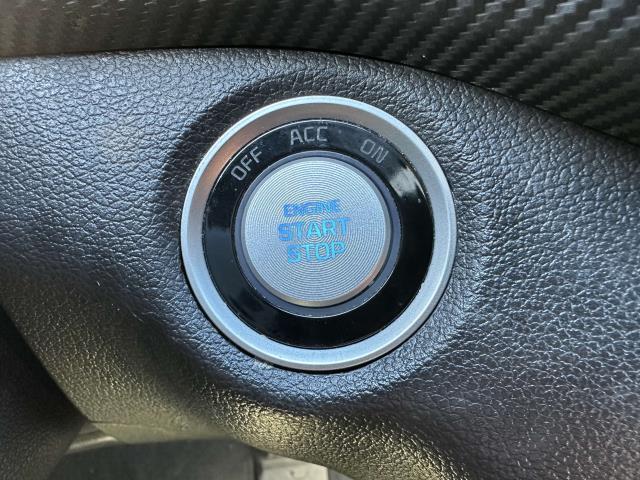 OFF ACC ON
ENGINE
START
STOP